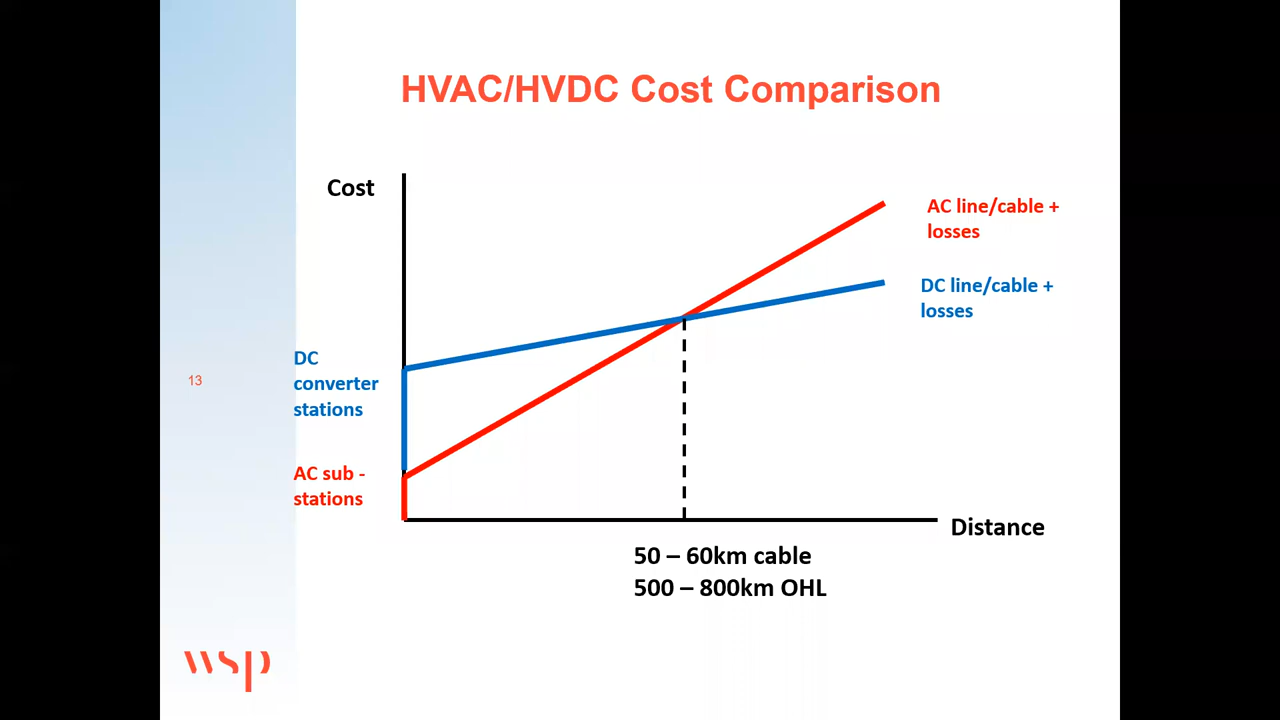 HVAC/HVDC Cost Comparison
Cost
AC line/cable +
losses
DC line/cable +
losses
DC
converter
stations
13
AC sub -
stations
Distance
50 – 60km cable
500 – 800km OHL
wsp